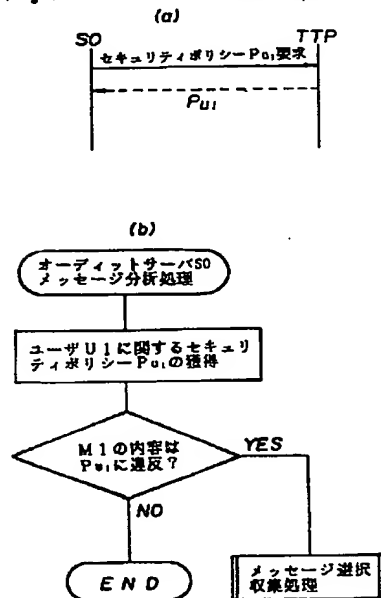 (a)
SO TTP
セキュリティポリシーPu₁要求
Pu₁
(b)
オーディットサーバSO
メッセージ分析処理
ユーザU1に関するセキュリ
ティポリシーPu₁の獲得
M1の内容は
Pu₁に違反?
YES
NO
END
メッセージ選択
収集処理